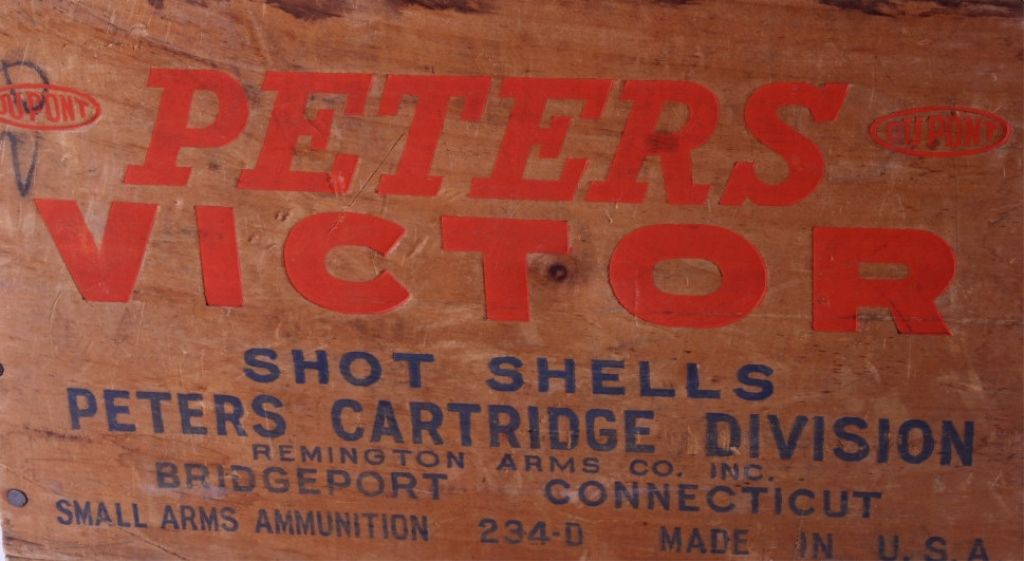 PETERS
DUPONT DUPONT
VICTOR
SHOT SHELLS
PETERS CARTRIDGE DIVISION
REMINGTON ARMS CO. INC.
BRIDGEPORT CONNECTICUT
SMALL ARMS AMMUNITION 234-D MADE IN U.S.A